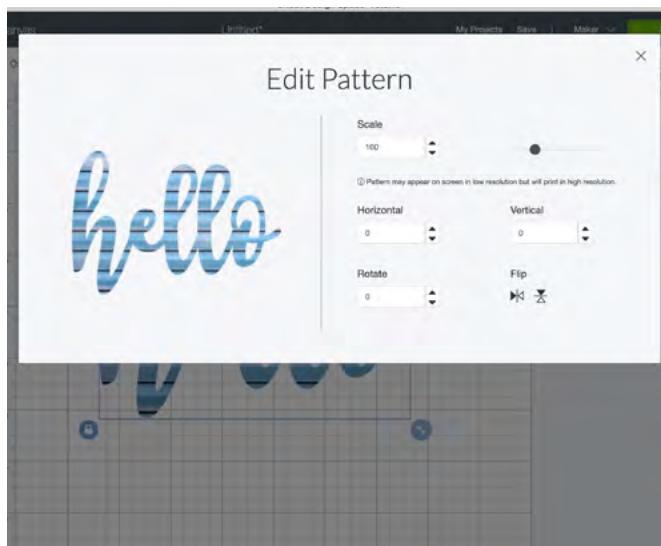 Untitled*
My Projects Save | Maker
Edit Pattern
hello
Scale
100
Pattern may appear on screen in low resolution but will print in high resolution.
Horizontal
Vertical
0
0
Rotate
Flip
0